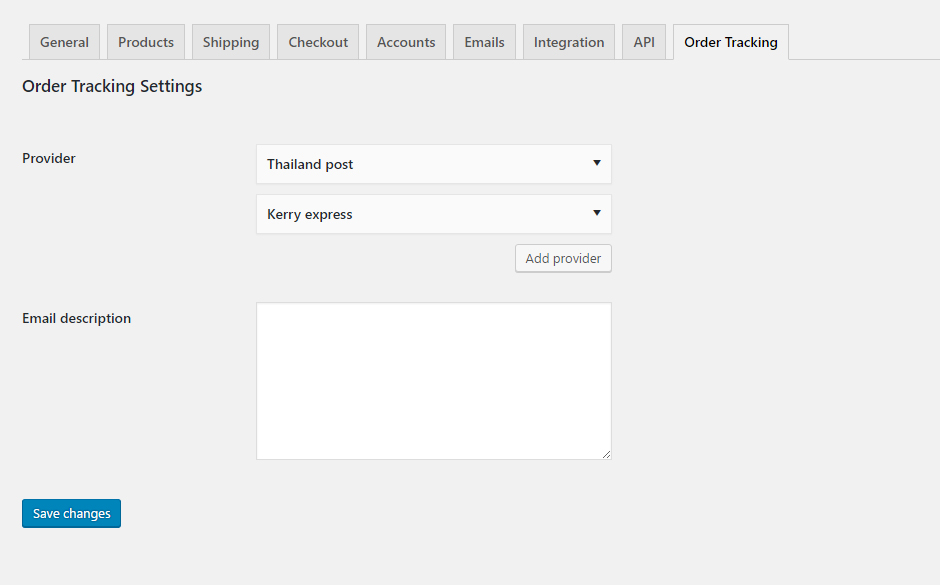 General Products Shipping Checkout Accounts Emails Integration API Order Tracking
Order Tracking Settings
Provider Thailand post
Kerry express
Add provider
Email description
Save changes